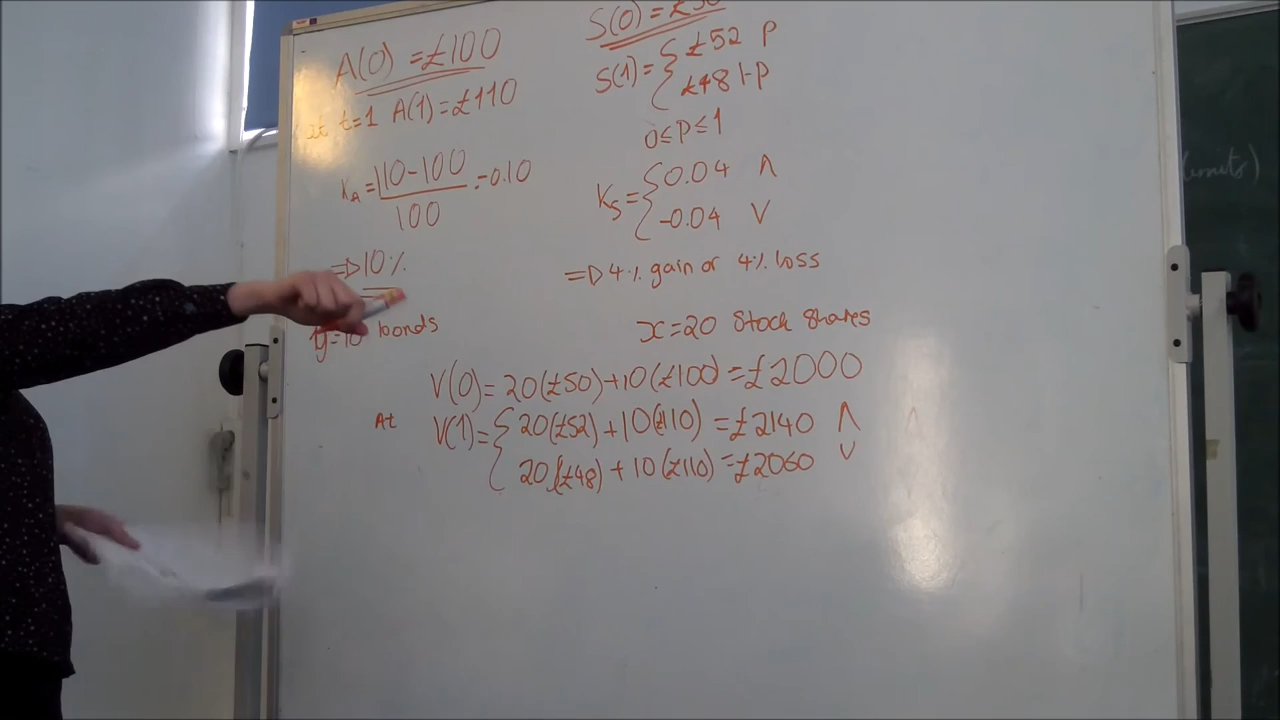 A(0) = £100
at t=1 A(1) = £110
K_A = 110-100 / 100 = 0.10
⇒ 10%
y=10 bonds
S(0) = £50
S(1) = { £52 p
£48 1-p
0≤p≤1
K_S = { 0.04 ∧
-0.04 ∨
⇒ 4% gain or 4% loss
x=20 stock shares
V(0) = 20(£50)+10(£100) = £2000
At V(1) = { 20(£52)+10(£110) = £2140 ∧
20(£48) + 10(£110) = £2060 ∨